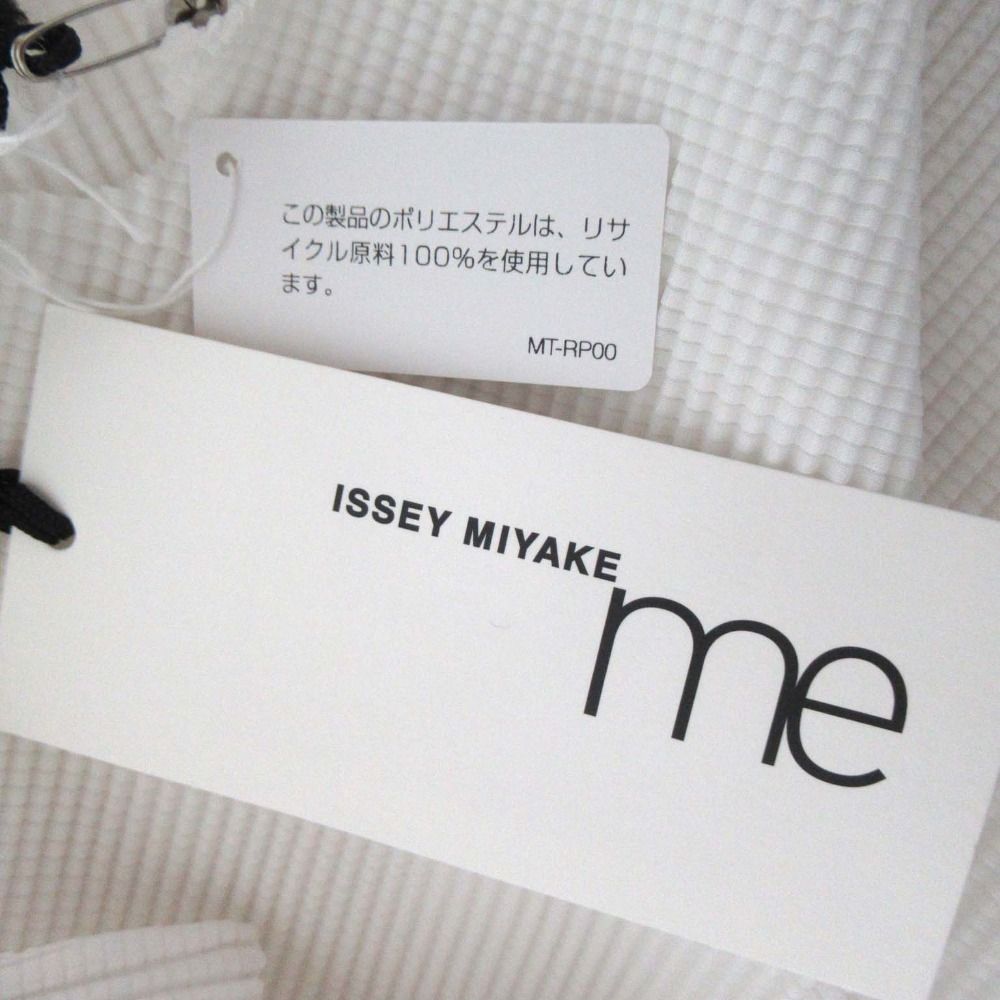 この製品のポリエステルは、リサ
イクル原料100%を使用してい
ます。
MT-RP00
ISSEY MIYAKE
me